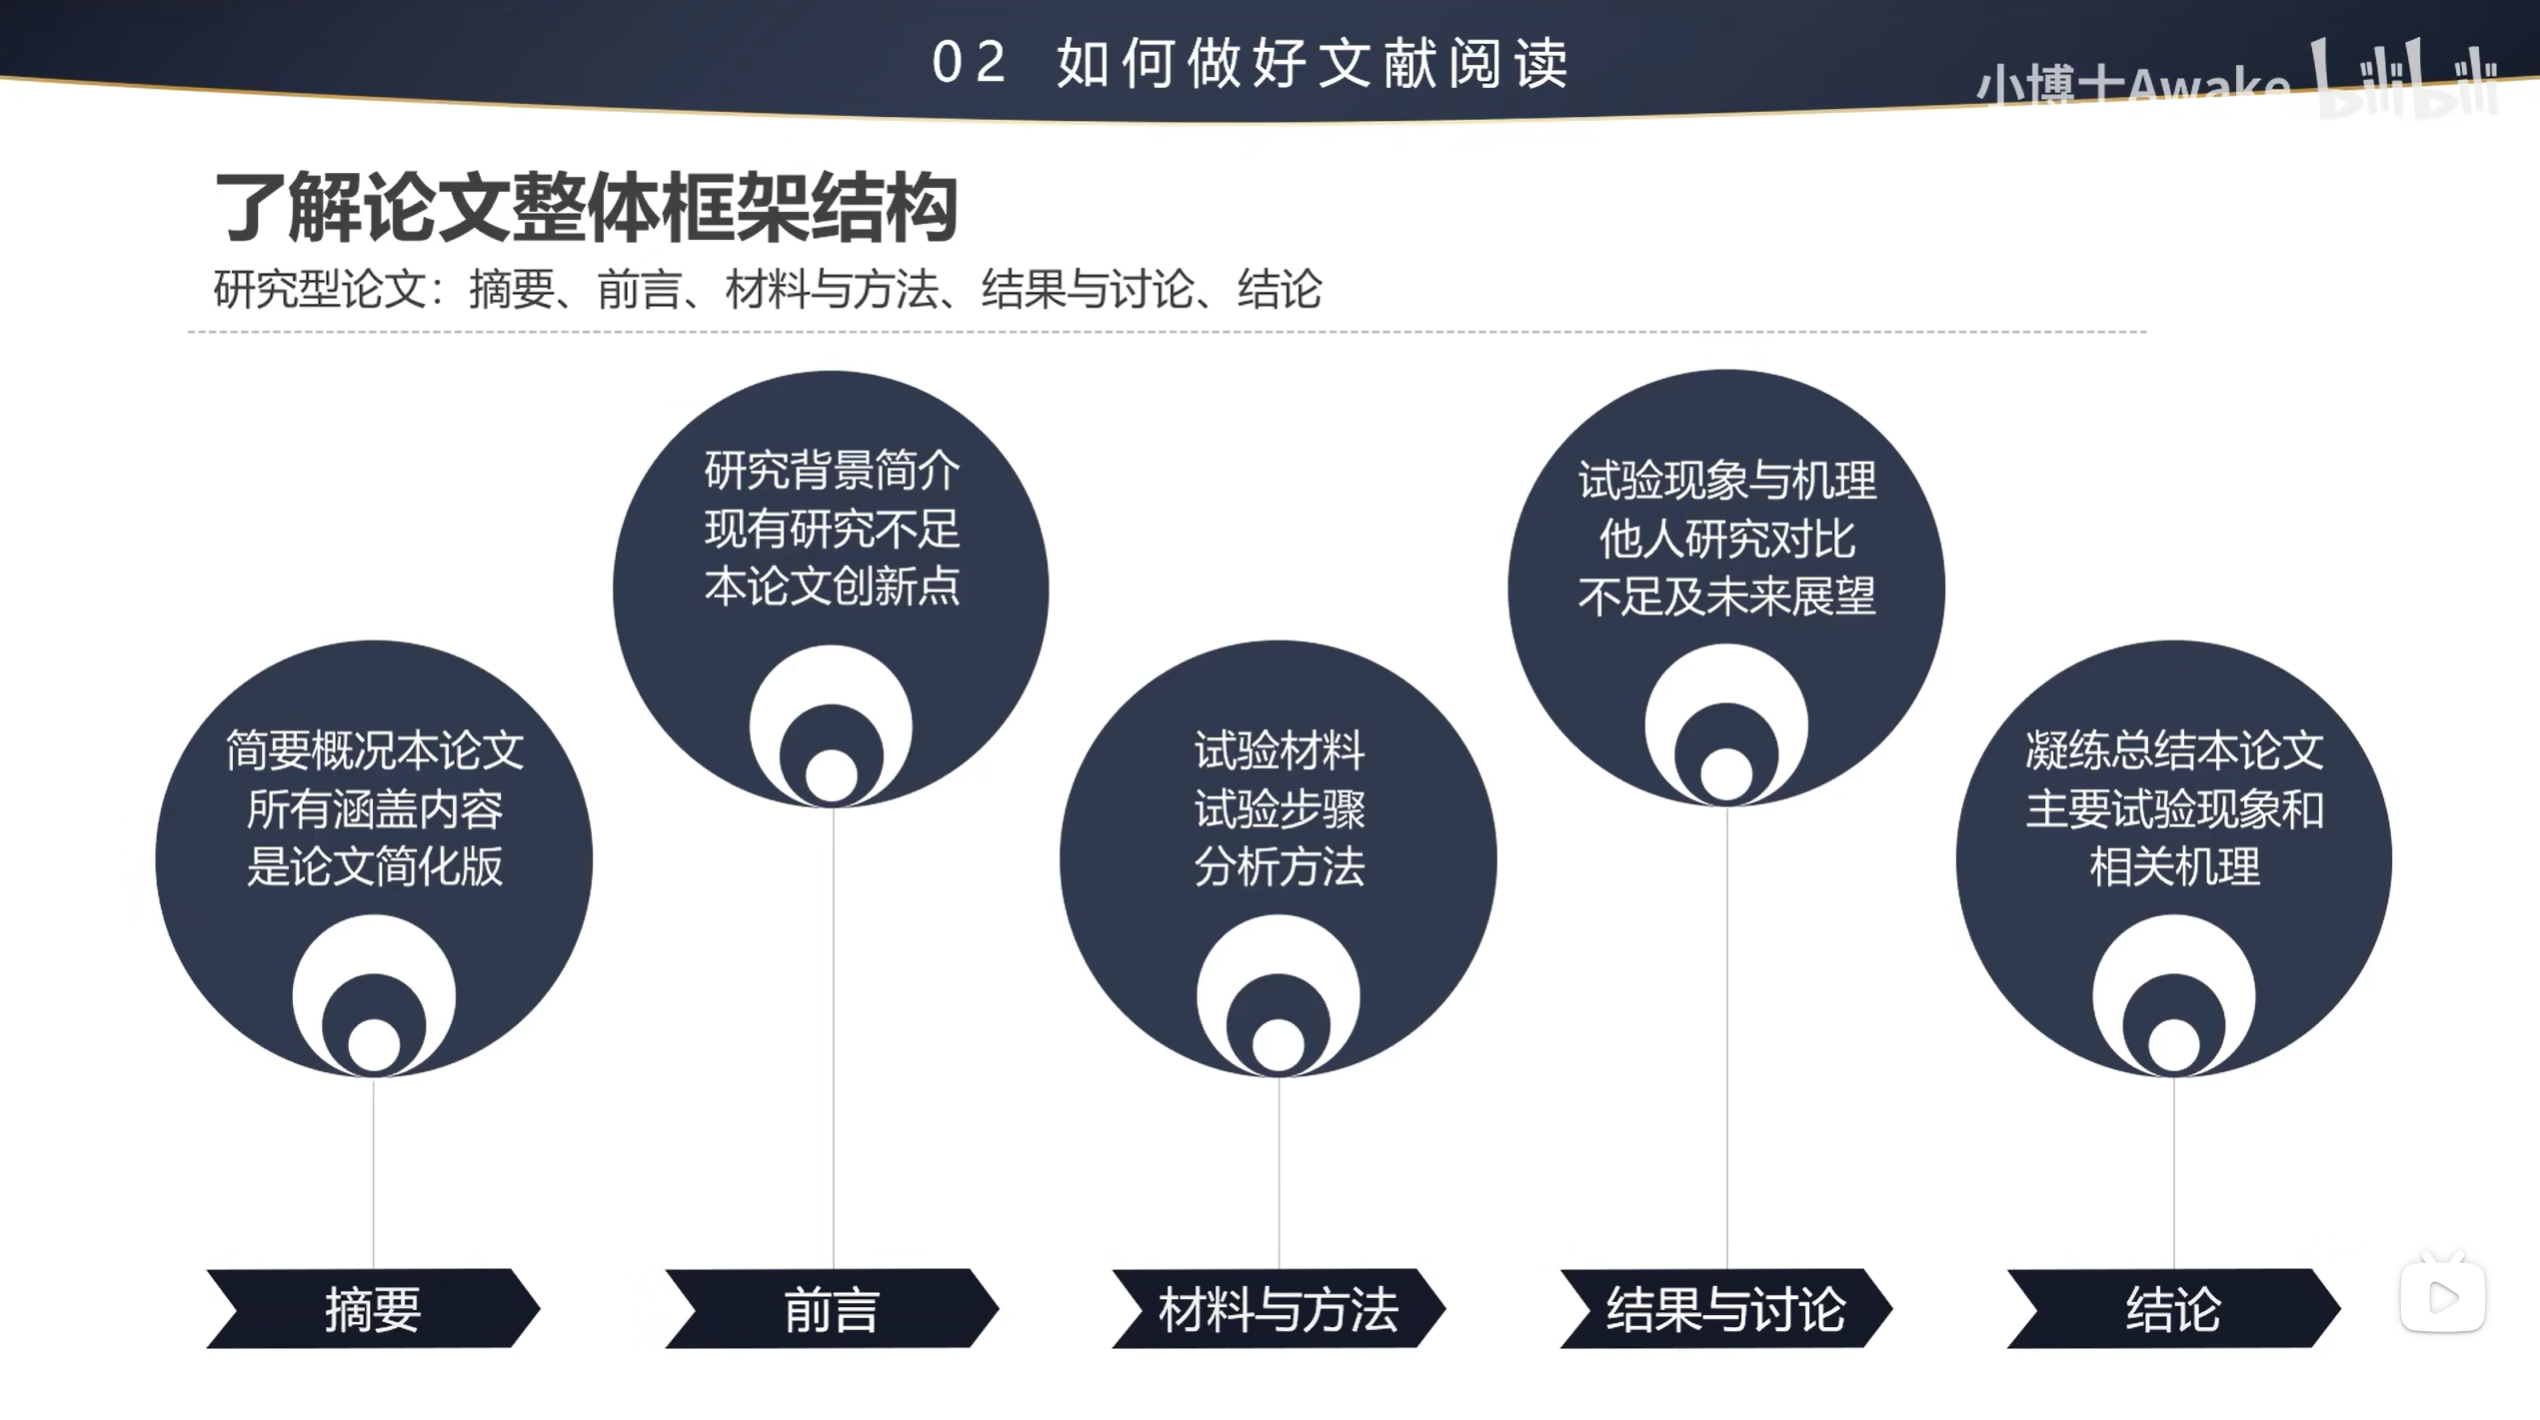 02 如何做好文献阅读
小博士Awake bilibili
了解论文整体框架结构
研究型论文：摘要、前言、材料与方法、结果与讨论、结论
简要概况本论文
所有涵盖内容
是论文简化版
研究背景简介
现有研究不足
本论文创新点
试验材料
试验步骤
分析方法
试验现象与机理
他人研究对比
不足及未来展望
凝练总结本论文
主要试验现象和
相关机理
摘要
前言
材料与方法
结果与讨论
结论